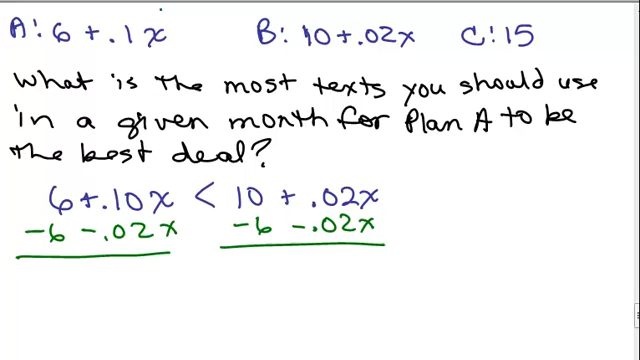 A: 6 + .1x B: 10 + .02x C: 15
What is the most texts you should use
in a given month for Plan A to be
the best deal?
6 + .10x < 10 + .02x
-6 - .02x -6 - .02x